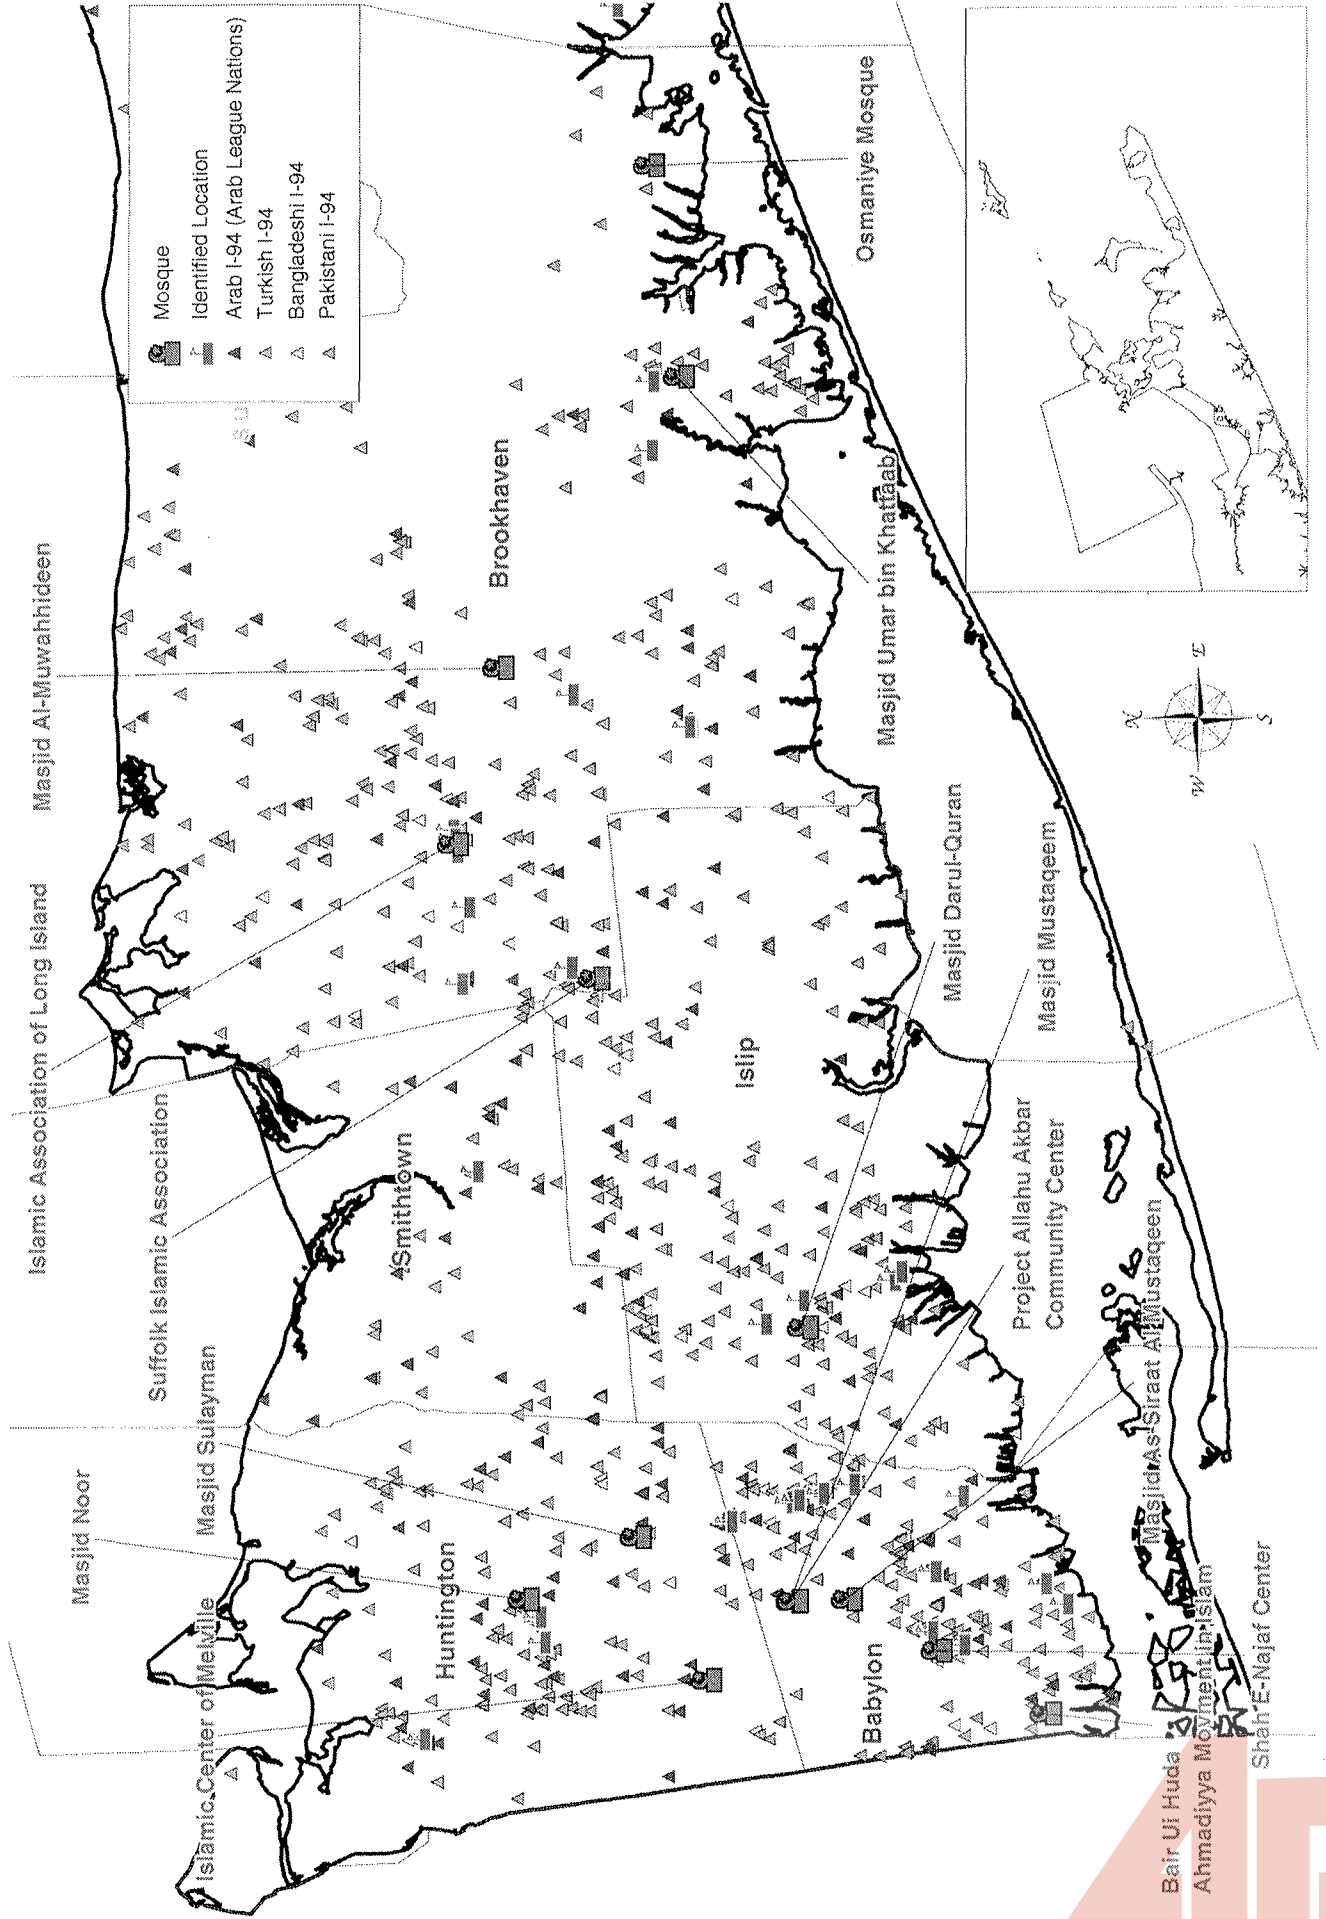 Masjid Noor
Masjid Sulayman
Islamic Center of Melville
Suffolk Islamic Association
Islamic Association of Long Island
Masjid Al-Muwahhideen
Mosque
Identified Location
Arab I-94 (Arab League Nations)
Turkish I-94
Bangladeshi I-94
Pakistani I-94
Huntington
Smithtown
Brookhaven
Babylon
Islip
Osmaniye Mosque
Masjid Umar bin Khattaab
Masjid Darul-Quran
Masjid Mustaqeem
Project Allahu Akbar
Community Center
Masjid As-Siraat Al-Mustaqeen
Bair Ul Huda
Ahmadiyya Movment in Islam
Shah E-Najaf Center
N
W
E
S